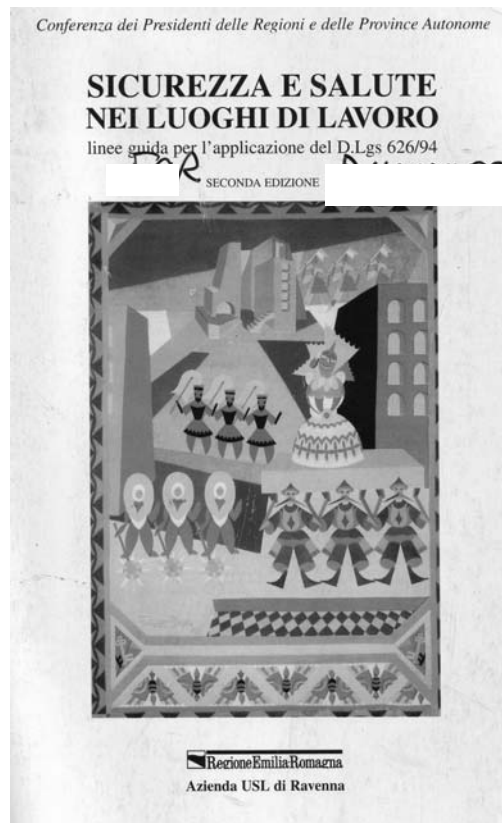 Conferenza dei Presidenti delle Regioni e delle Province Autonome
SICUREZZA E SALUTE
NEI LUOGHI DI LAVORO
linee guida per l'applicazione del D.Lgs 626/94
SECONDA EDIZIONE
RegioneEmiliaRomagna
Azienda USL di Ravenna